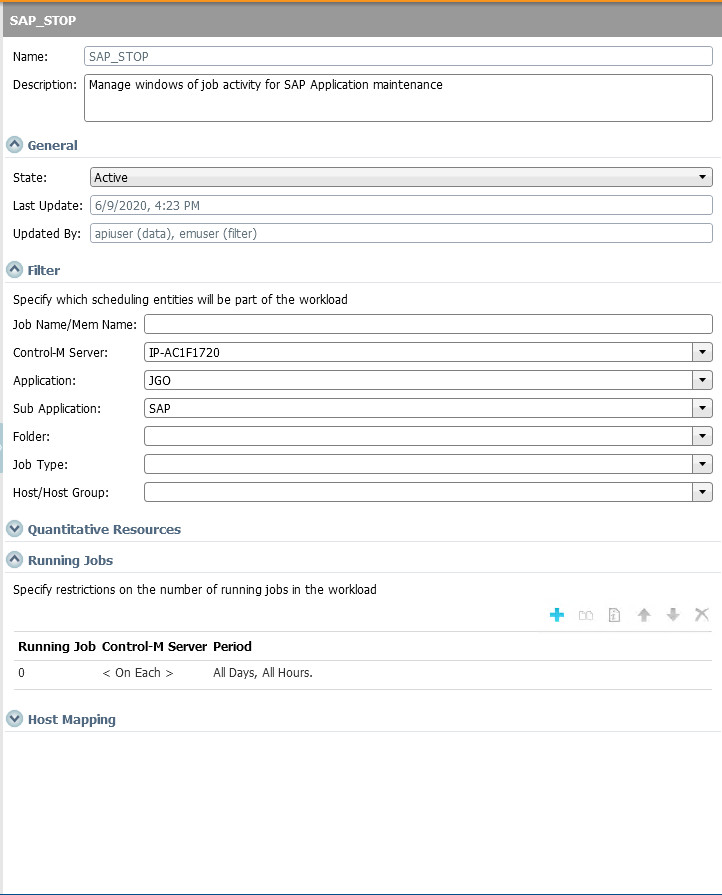 SAP_STOP
Name: SAP_STOP
Description: Manage windows of job activity for SAP Application maintenance
General
State: Active
Last Update: 6/9/2020, 4:23 PM
Updated By: apiuser (data), emuser (filter)
Filter
Specify which scheduling entities will be part of the workload
Job Name/Mem Name:
Control-M Server: IP-AC1F1720
Application: JGO
Sub Application: SAP
Folder:
Job Type:
Host/Host Group:
Quantitative Resources
Running Jobs
Specify restrictions on the number of running jobs in the workload
Running Job Control-M Server Period
0 < On Each > All Days, All Hours.
Host Mapping